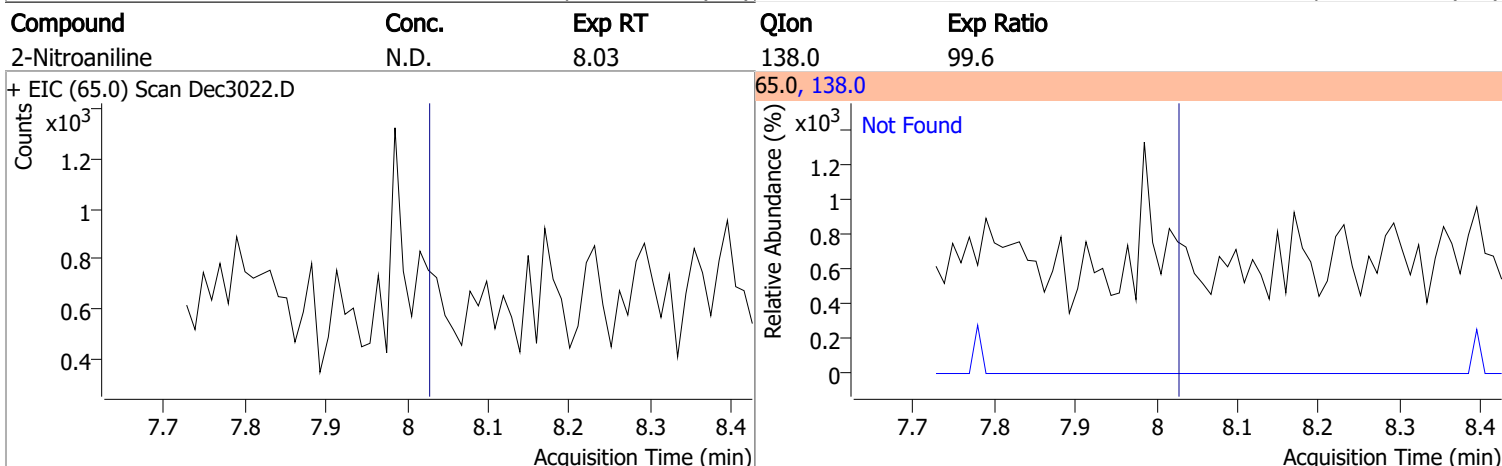 Compound Conc. Exp RT QIon Exp Ratio
2-Nitroaniline N.D. 8.03 138.0 99.6
+ EIC (65.0) Scan Dec3022.D
Counts
x10³
1.2
1
0.8
0.6
0.4
7.7 7.8 7.9 8 8.1 8.2 8.3 8.4
Acquisition Time (min)
65.0, 138.0
Relative Abundance (%)
x10³
Not Found
1.2
1
0.8
0.6
0.4
0.2
0
7.7 7.8 7.9 8 8.1 8.2 8.3 8.4
Acquisition Time (min)